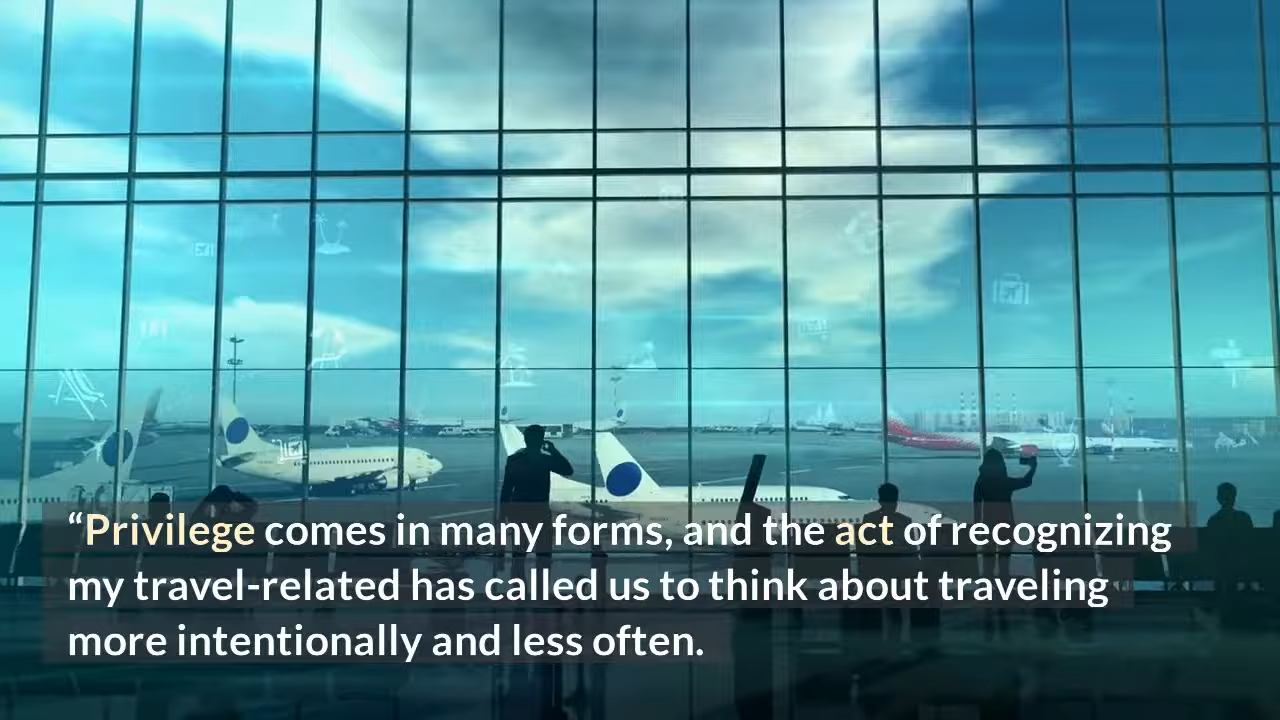 “Privilege comes in many forms, and the act of recognizing
my travel-related has called us to think about traveling
more intentionally and less often.